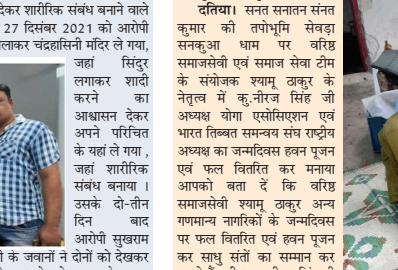 देकर शारीरिक संबंध बनाने वाले
27 दिसंबर 2021 को आरोपी
लाकर चंद्रहासिनी मंदिर ले गया,
जहां सिंदुर
लगाकर शादी
करने का
आश्वासन देकर
अपने परिचित
के यहां ले गया ,
जहां शारीरिक
संबंध बनाया ।
उसके दो-तीन
दिन बाद
आरोपी सुखराम
के जवानों ने दोनों को देखकर
दतिया। सनत सनातन संनत
कुमार की तपोभूमि सेवड़ा
सनकुआ धाम पर वरिष्ठ
समाजसेवी एवं समाज सेवा टीम
के संयोजक श्यामू ठाकुर के
नेतृत्व में कु.नीरज सिंह जी
अध्यक्ष योगा एसोसिएशन एवं
भारत तिब्बत समन्वय संघ राष्ट्रीय
अध्यक्ष का जन्मदिवस हवन पूजन
एवं फल वितरित कर मनाया
आपको बता दें कि वरिष्ठ
समाजसेवी श्यामू ठाकुर अन्य
गणमान्य नागरिकों के जन्मदिवस
पर फल वितरित एवं हवन पूजन
कर साधु संतों का सम्मान कर